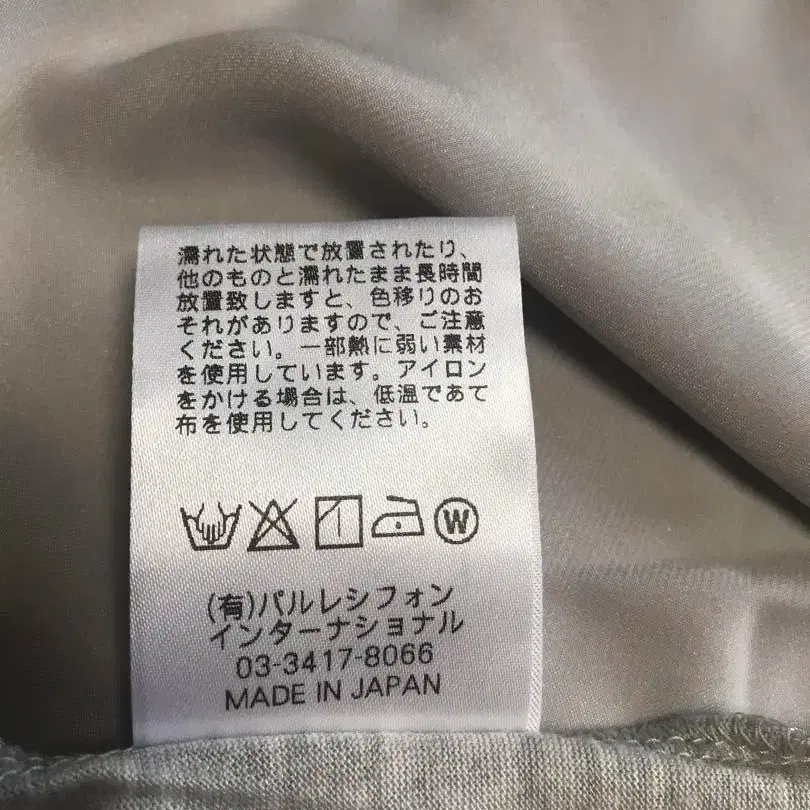 濡れた状態で放置されたり、
他のものと濡れたまま長時間
放置致しますと、色移りのお
それがありますので、ご注意
ください。一部熱に弱い素材
を使用しています。アイロン
をかける場合は、低温であて
布を使用してください。
W
(有)パルレシフォン
インターナショナル
03-3417-8066
MADE IN JAPAN